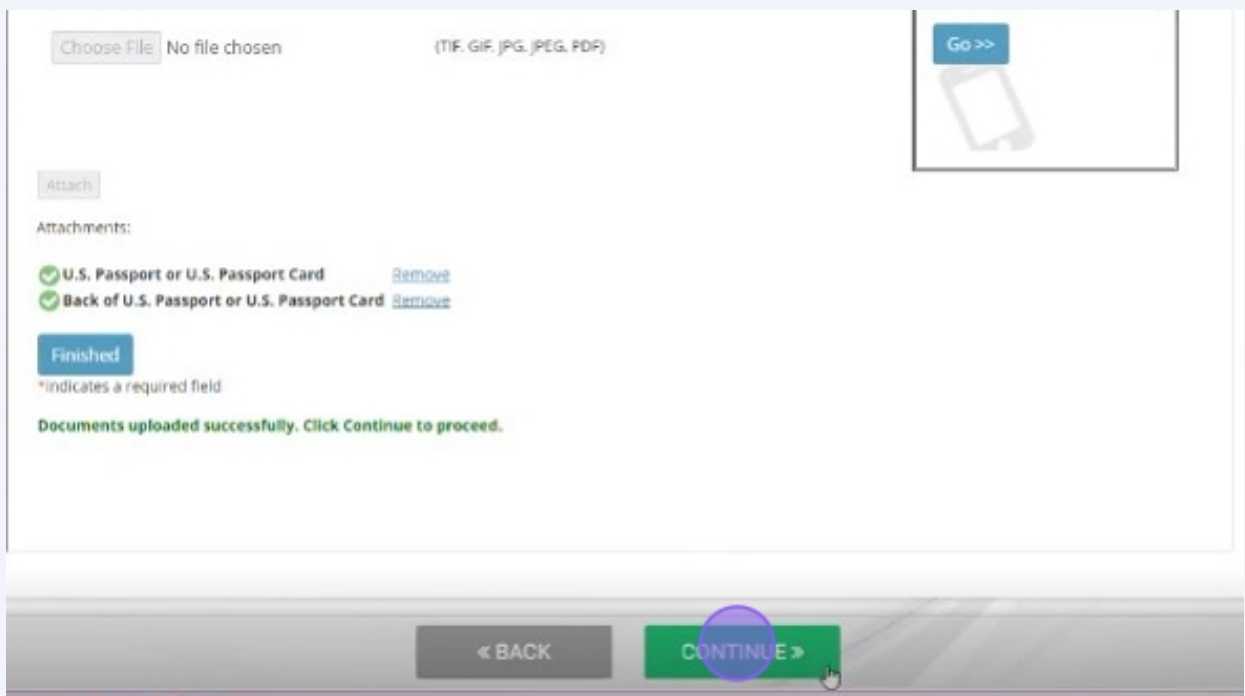 Choose File No file chosen (TIF, GIF, JPG, JPEG, PDF)
Go >>
Attach
Attachments:
U.S. Passport or U.S. Passport Card Remove
Back of U.S. Passport or U.S. Passport Card Remove
Finished
*indicates a required field
Documents uploaded successfully. Click Continue to proceed.
« BACK CONTINUE »